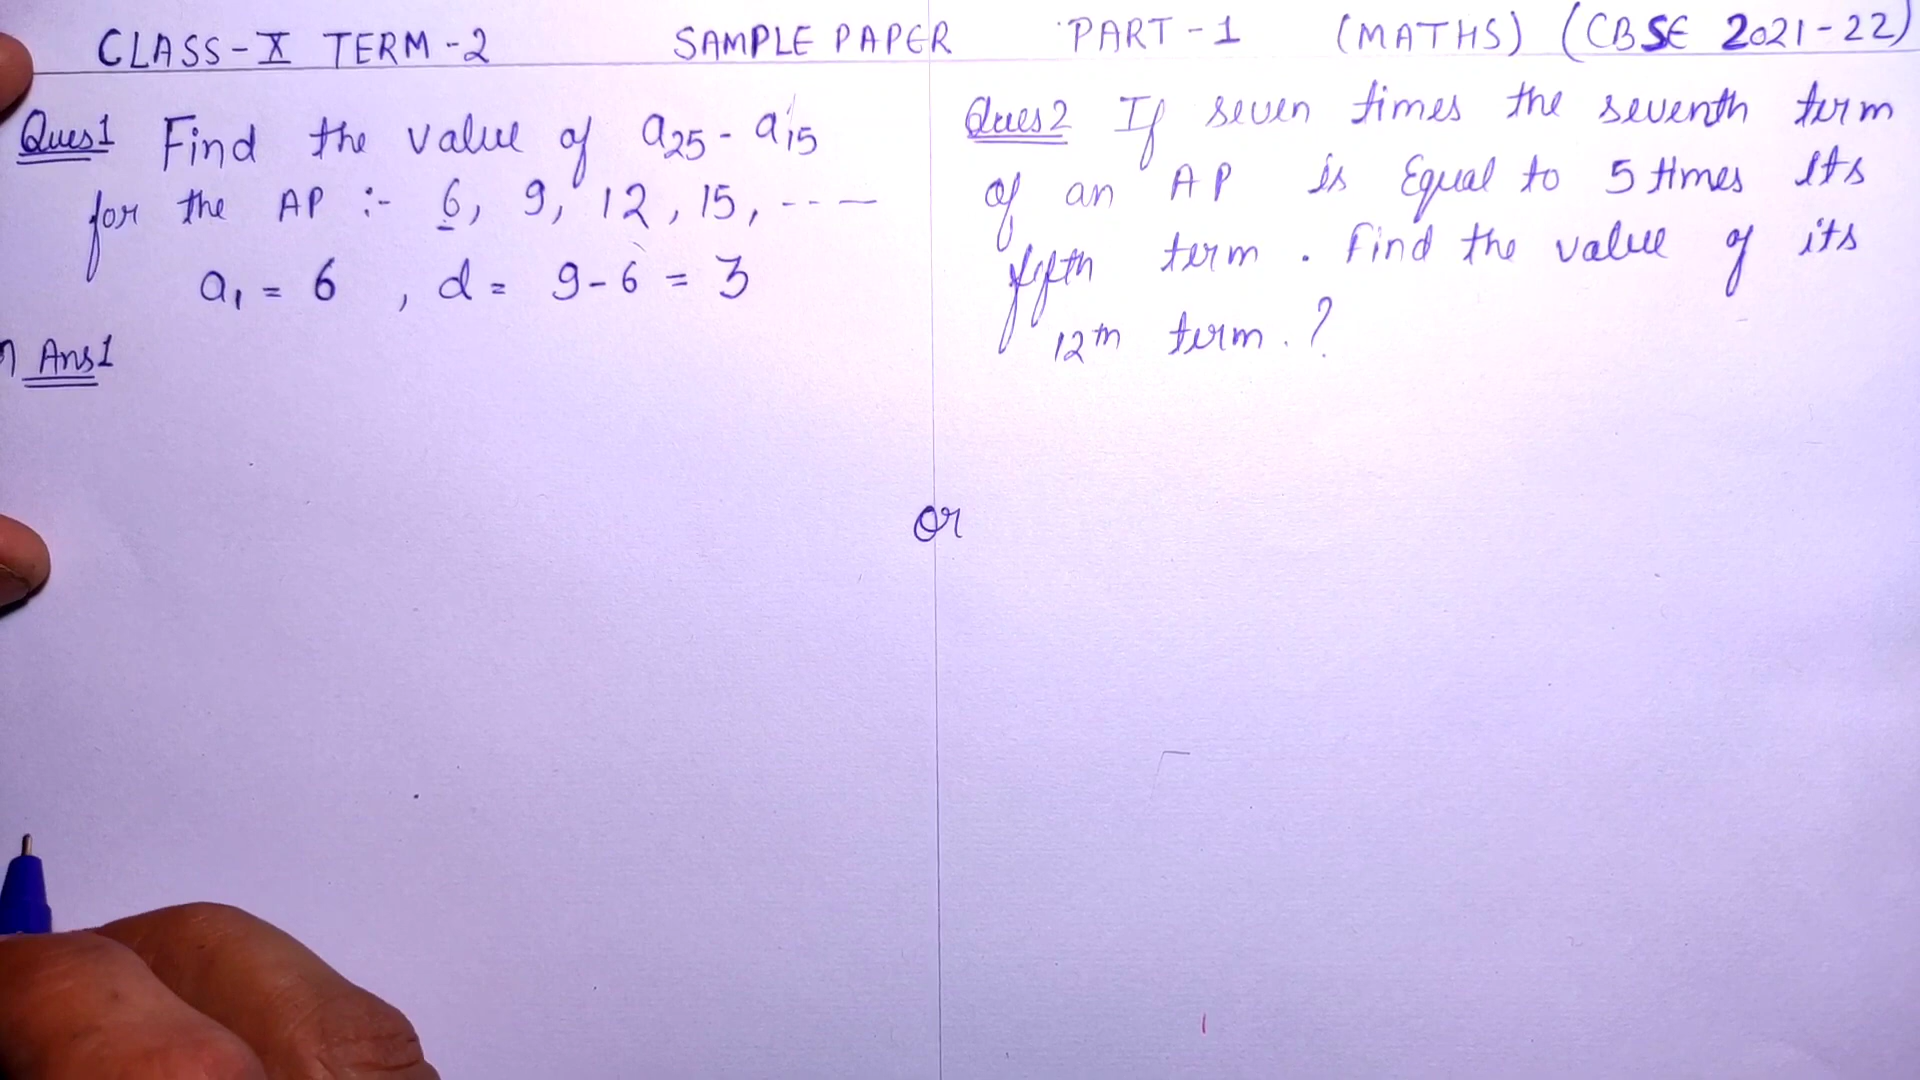 CLASS-X TERM-2 SAMPLE PAPER PART-1 (MATHS) (CBSE 2021-22)
Ques1 Find the value of a25 - a15
for the AP :- 6, 9, 12, 15, ----
a1 = 6 , d = 9-6 = 3
Ans1
or
Ques2 If seven times the seventh term
of an AP is Equal to 5 times its
fifth term. Find the value of its
12th term.?